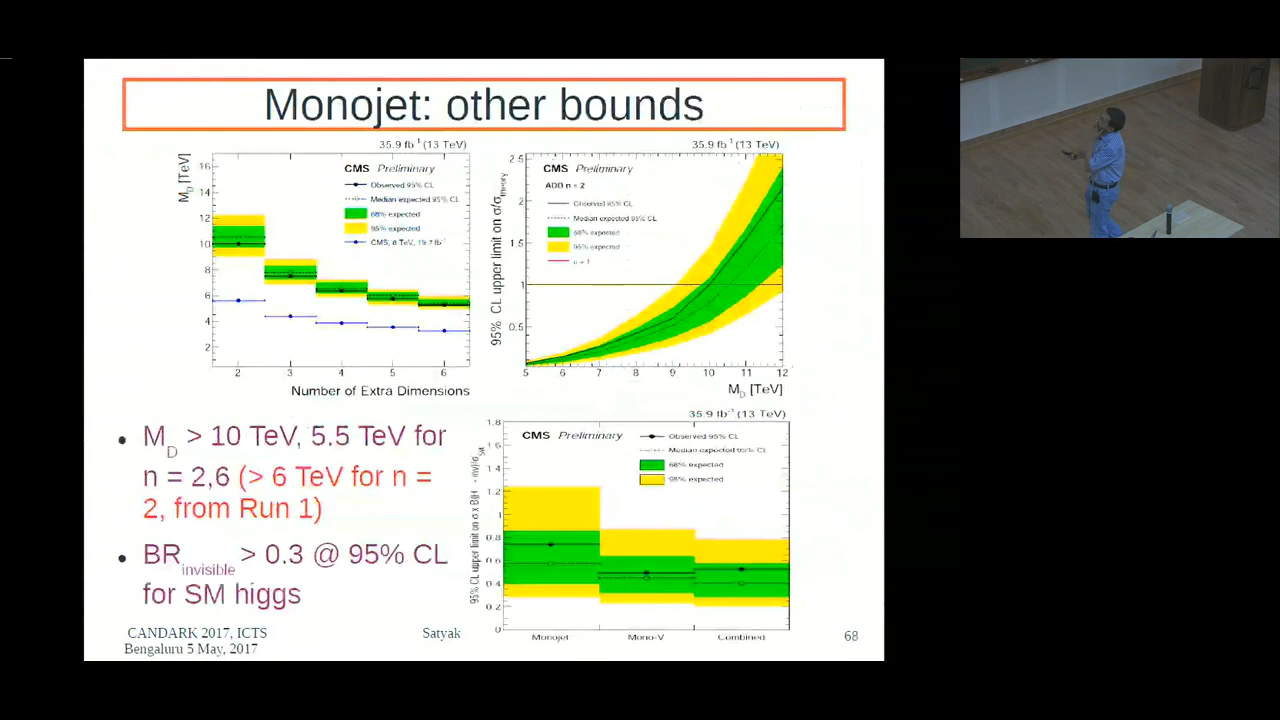 Monojet: other bounds
35.9 fb⁻¹ (13 TeV)
CMS Preliminary
Observed 95% CL
Median expected 95% CL
68% expected
95% expected
CMS, 8 TeV, 19.7 fb⁻¹
M_D [TeV]
16
14
12
10
8
6
4
2
2 3 4 5 6
Number of Extra Dimensions
35.9 fb⁻¹ (13 TeV)
CMS Preliminary
ADD n = 2
Observed 95% CL
Median expected 95% CL
68% expected
95% expected
95% CL upper limit on σ/σ_theory
2.5
2
1.5
1
0.5
5 6 7 8 9 10 11 12
M_D [TeV]
• M_D > 10 TeV, 5.5 TeV for
n = 2,6 (> 6 TeV for n =
2, from Run 1)
• BR_invisible > 0.3 @ 95% CL
for SM higgs
35.9 fb⁻¹ (13 TeV)
CMS Preliminary
Observed 95% CL
Median expected 95% CL
68% expected
95% expected
95% CL upper limit on σ x B(H → inv)/σ_SM
1.8
1.6
1.4
1.2
1
0.8
0.6
0.4
0.2
0
Monojet Mono-V Combined
CANDARK 2017, ICTS
Bengaluru 5 May, 2017
Satyak
68